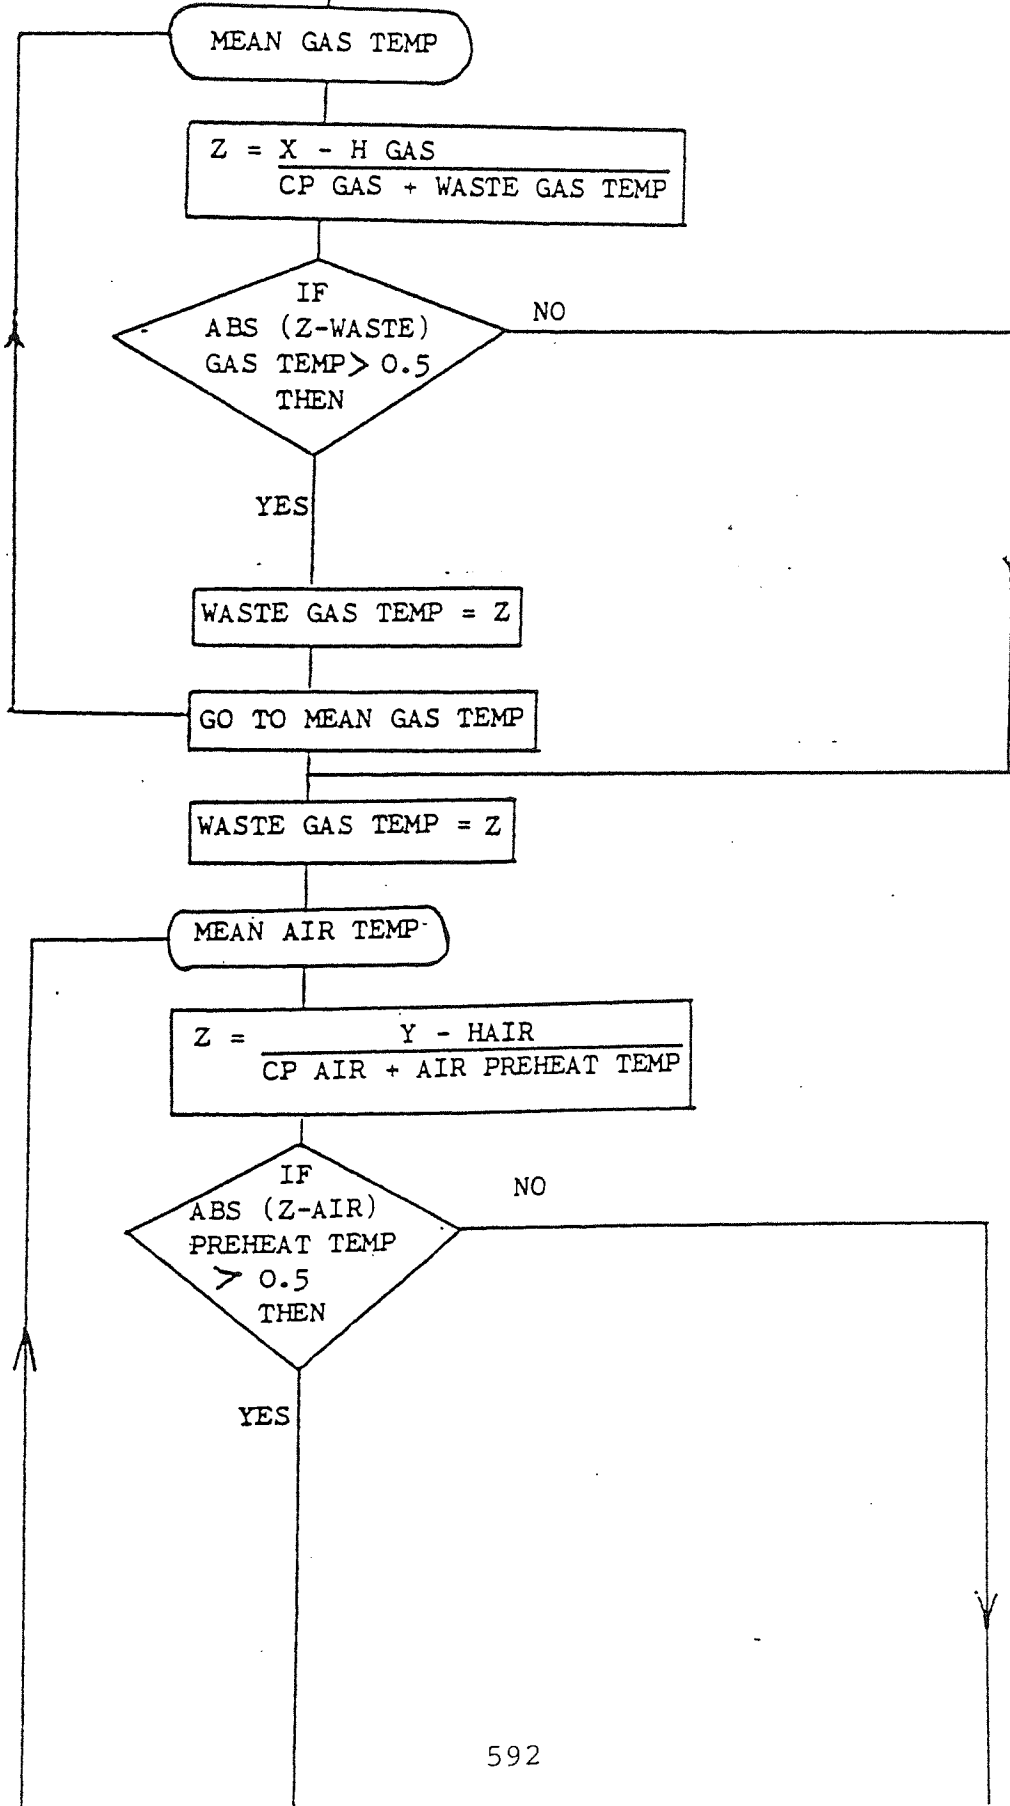 MEAN GAS TEMP
Z = X - H GAS
CP GAS + WASTE GAS TEMP
IF
ABS (Z-WASTE)
GAS TEMP > 0.5
THEN
NO
YES
WASTE GAS TEMP = Z
GO TO MEAN GAS TEMP
WASTE GAS TEMP = Z
MEAN AIR TEMP
Z = Y - HAIR
CP AIR + AIR PREHEAT TEMP
IF
ABS (Z-AIR)
PREHEAT TEMP
> 0.5
THEN
NO
YES
592